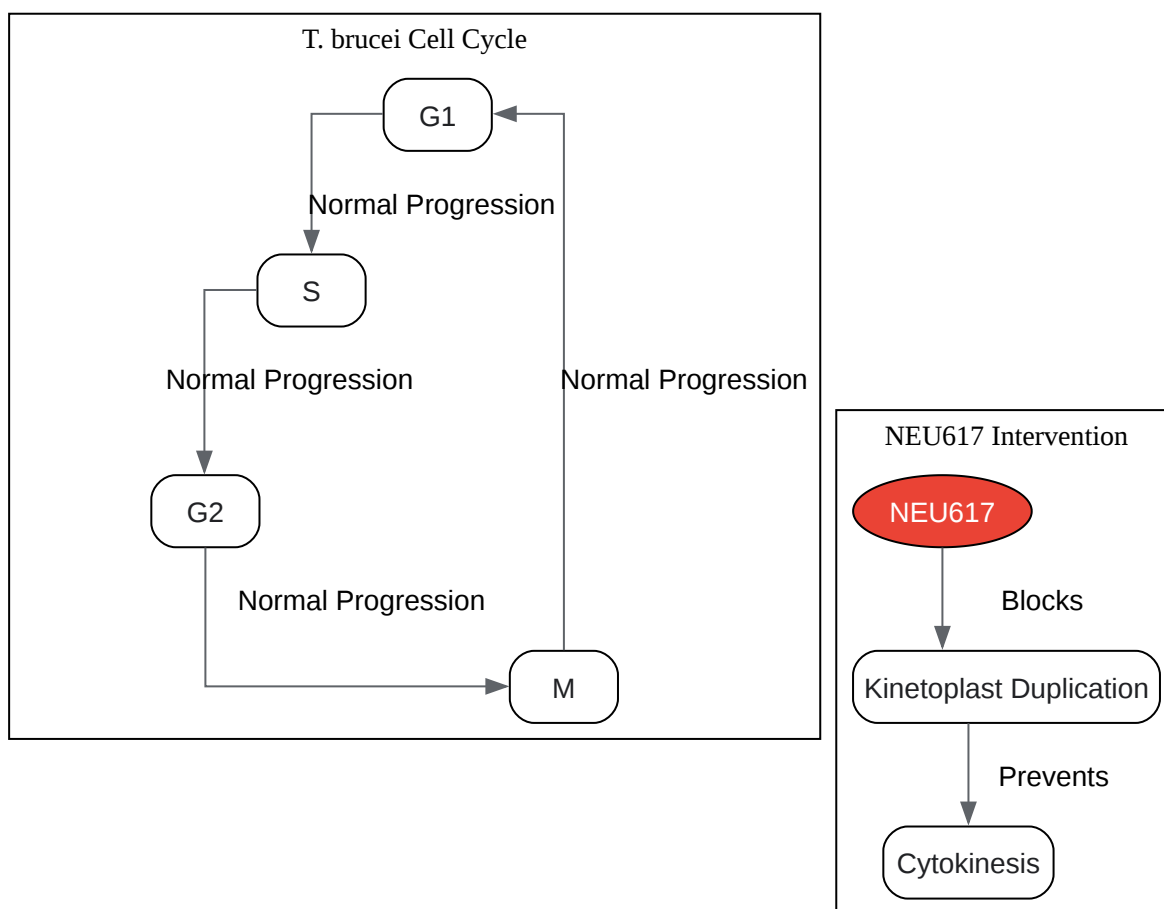 T. brucei Cell Cycle
G1
Normal Progression
S
Normal Progression
Normal Progression
G2
Normal Progression
M
NEU617 Intervention
NEU617
Blocks
Kinetoplast Duplication
Prevents
Cytokinesis